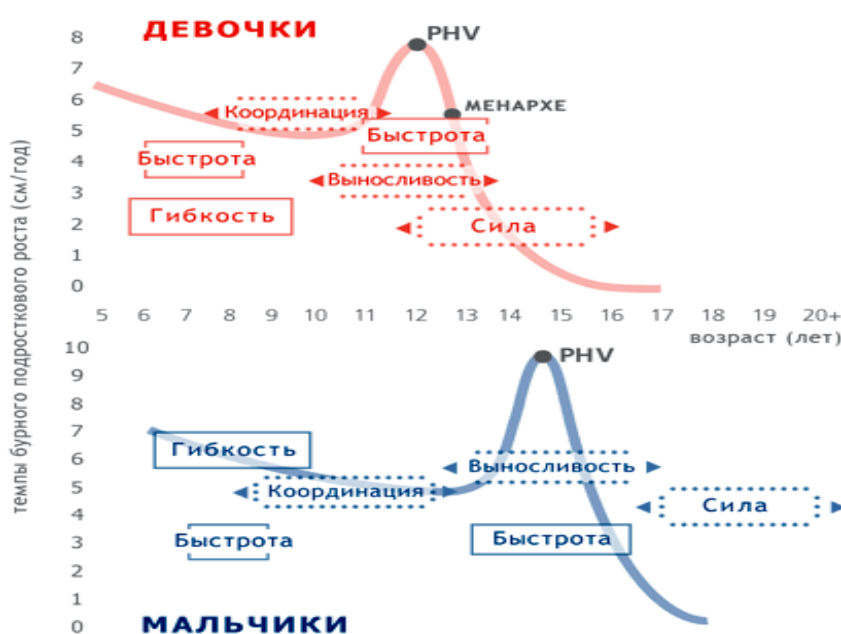 ДЕВОЧКИ
PHV
8
7
6
5
4
3
2
1
0
Координация
МЕНАРХЕ
Быстрота
Быстрота
Выносливость
Гибкость
Сила
5 6 7 8 9 10 11 12 13 14 15 16 17 18 19 20+
возраст (лет)
темпы бурного подросткового роста (см/год)
10
9
8
7
6
5
4
3
2
1
0
PHV
Гибкость
Выносливость
Координация
Сила
Быстрота
Быстрота
МАЛЬЧИКИ